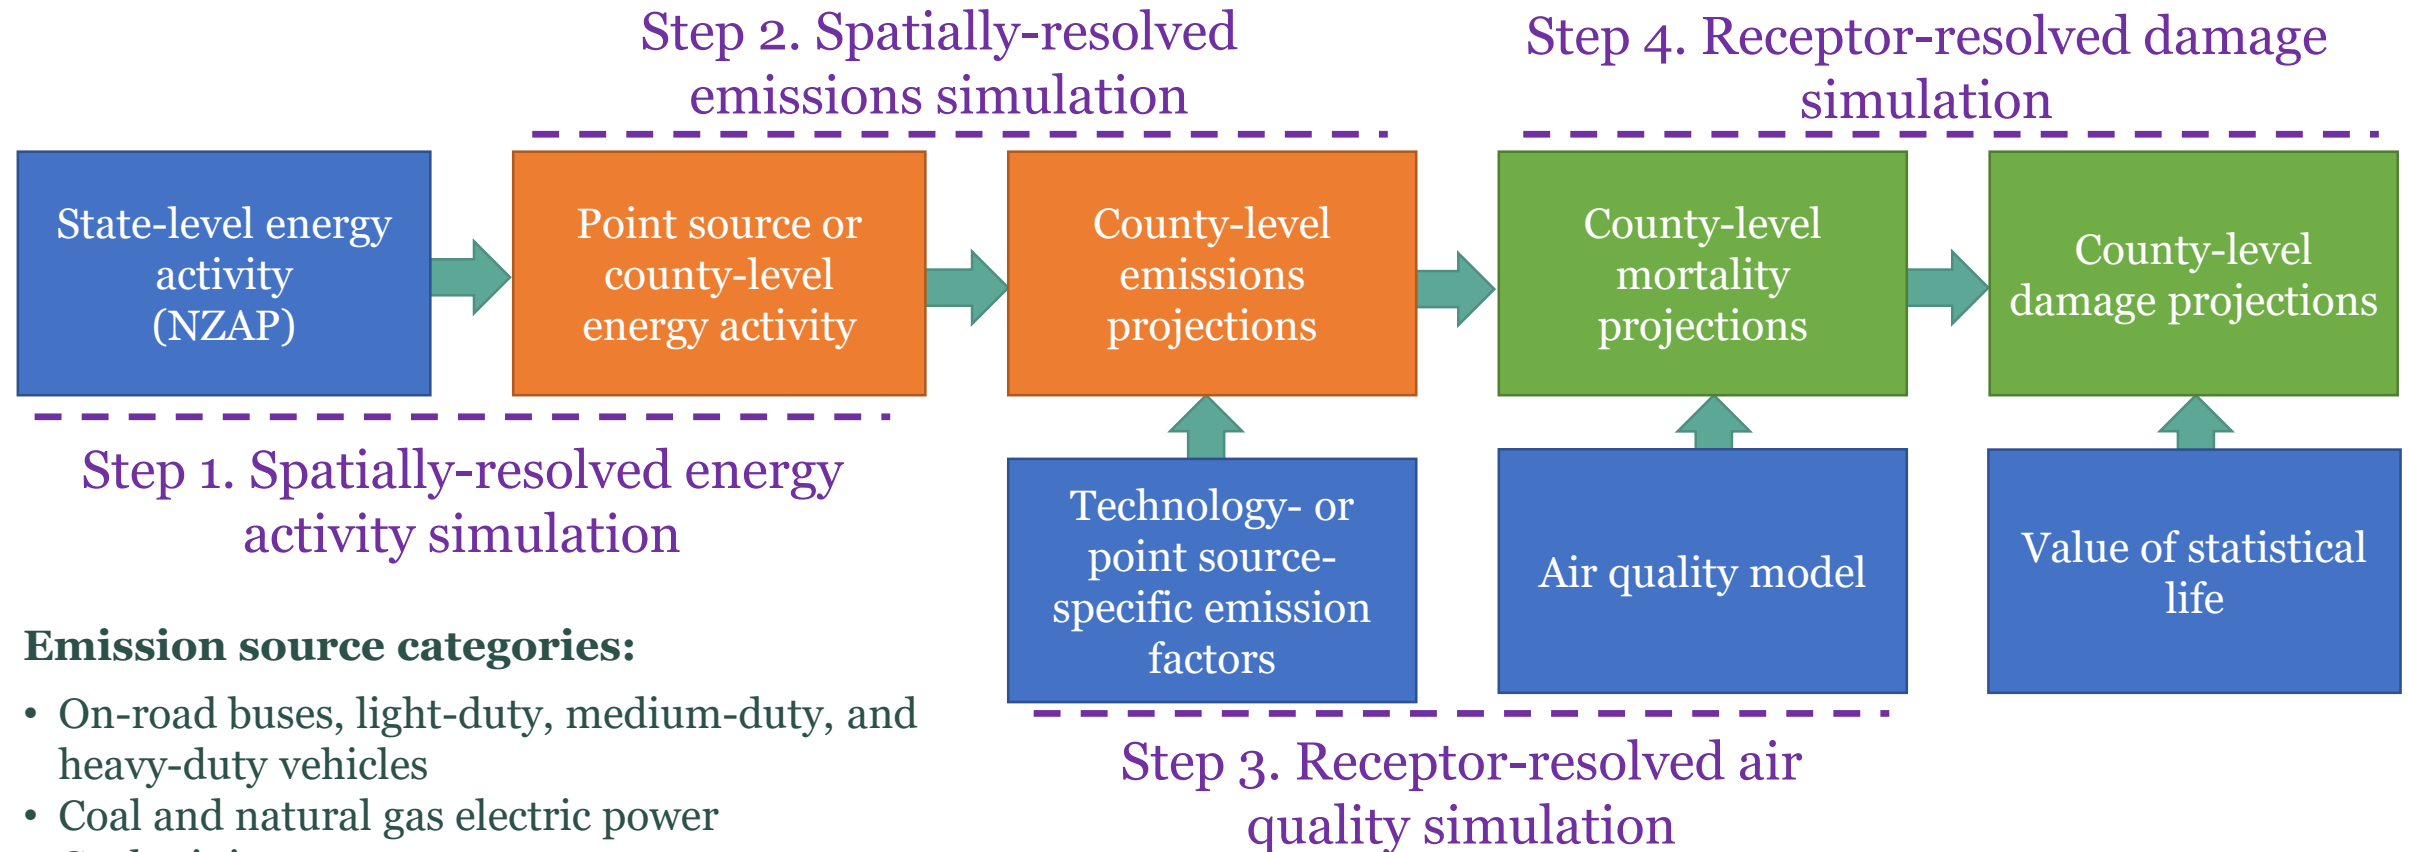 Step 2. Spatially-resolved
emissions simulation
Step 4. Receptor-resolved damage
simulation
State-level energy
activity
(NZAP)
Point source or
county-level
energy activity
County-level
emissions
projections
County-level
mortality
projections
County-level
damage projections
Step 1. Spatially-resolved energy
activity simulation
Technology- or
point source-
specific emission
factors
Air quality model
Value of statistical
life
Step 3. Receptor-resolved air
quality simulation
Emission source categories:
• On-road buses, light-duty, medium-duty, and
heavy-duty vehicles
• Coal and natural gas electric power